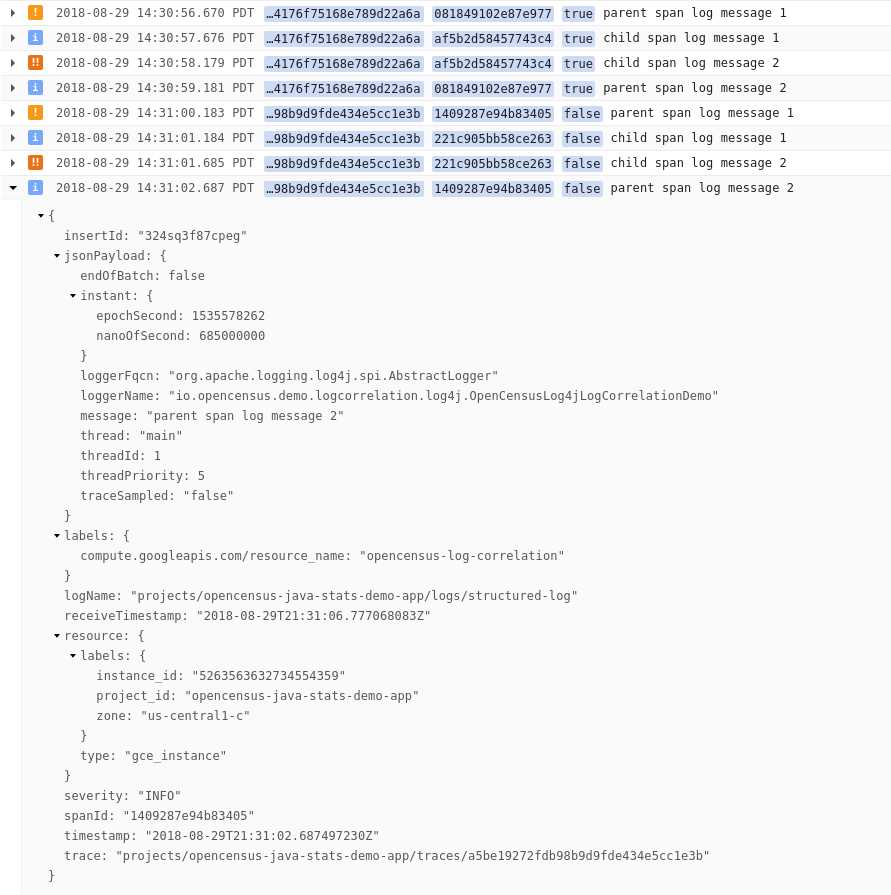 ! 2018-08-29 14:30:56.670 PDT …4176f75168e789d22a6a 081849102e87e977 true parent span log message 1
i 2018-08-29 14:30:57.676 PDT …4176f75168e789d22a6a af5b2d58457743c4 true child span log message 1
!! 2018-08-29 14:30:58.179 PDT …4176f75168e789d22a6a af5b2d58457743c4 true child span log message 2
i 2018-08-29 14:30:59.181 PDT …4176f75168e789d22a6a 081849102e87e977 true parent span log message 2
! 2018-08-29 14:31:00.183 PDT …98b9d9fde434e5cc1e3b 1409287e94b83405 false parent span log message 1
i 2018-08-29 14:31:01.184 PDT …98b9d9fde434e5cc1e3b 221c905bb58ce263 false child span log message 1
!! 2018-08-29 14:31:01.685 PDT …98b9d9fde434e5cc1e3b 221c905bb58ce263 false child span log message 2
i 2018-08-29 14:31:02.687 PDT …98b9d9fde434e5cc1e3b 1409287e94b83405 false parent span log message 2
{
insertId: "324sq3f87cpeg"
jsonPayload: {
endOfBatch: false
instant: {
epochSecond: 1535578262
nanoOfSecond: 685000000
}
loggerFqcn: "org.apache.logging.log4j.spi.AbstractLogger"
loggerName: "io.opencensus.demo.logcorrelation.log4j.OpenCensusLog4jLogCorrelationDemo"
message: "parent span log message 2"
thread: "main"
threadId: 1
threadPriority: 5
traceSampled: "false"
}
labels: {
compute.googleapis.com/resource_name: "opencensus-log-correlation"
}
logName: "projects/opencensus-java-stats-demo-app/logs/structured-log"
receiveTimestamp: "2018-08-29T21:31:06.777068083Z"
resource: {
labels: {
instance_id: "5263563632734554359"
project_id: "opencensus-java-stats-demo-app"
zone: "us-central1-c"
}
type: "gce_instance"
}
severity: "INFO"
spanId: "1409287e94b83405"
timestamp: "2018-08-29T21:31:02.687497230Z"
trace: "projects/opencensus-java-stats-demo-app/traces/a5be19272fdb98b9d9fde434e5cc1e3b"
}